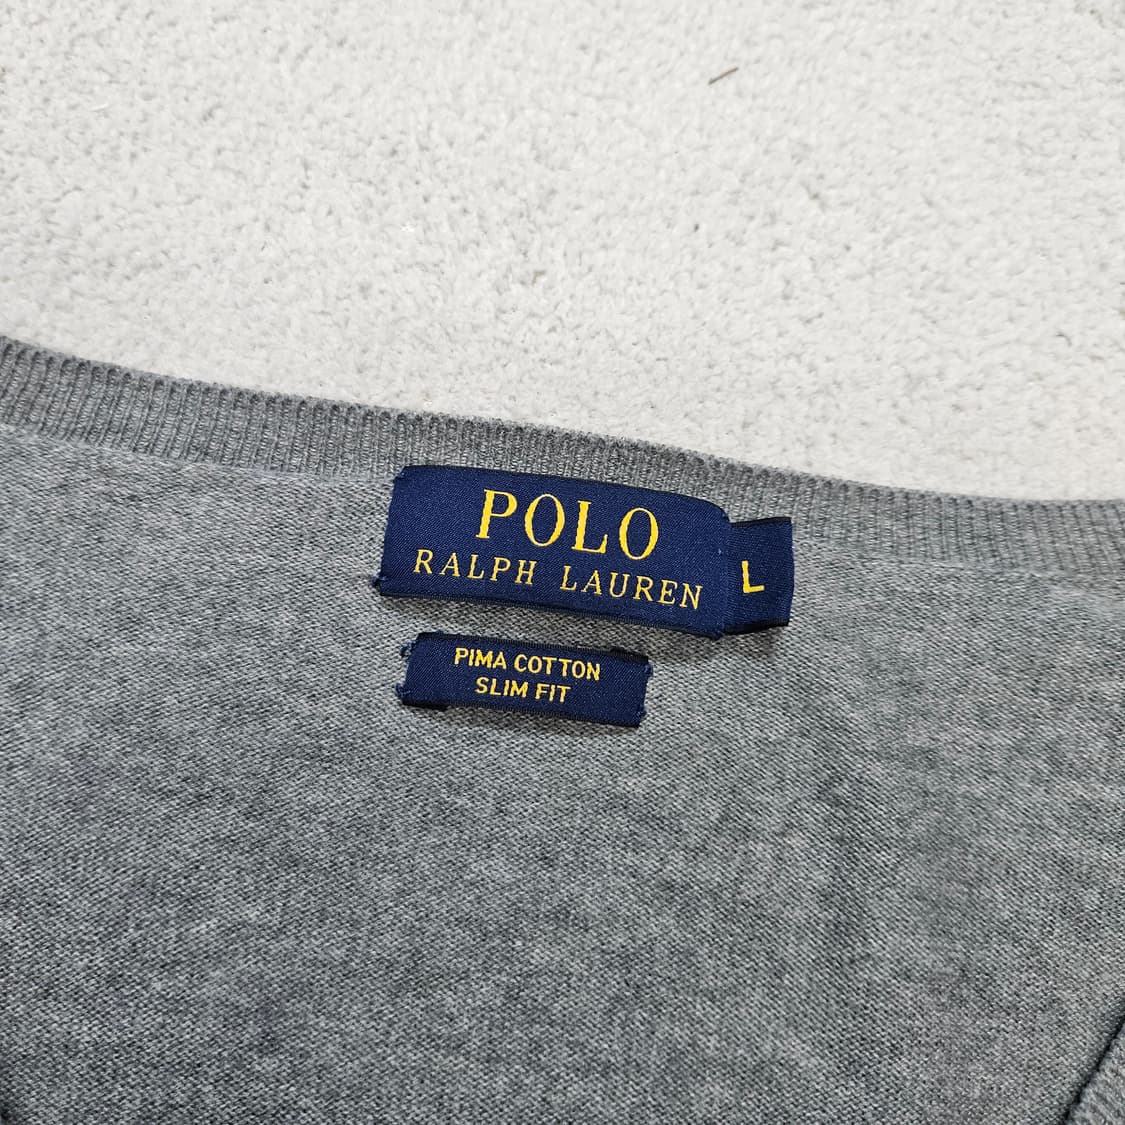 POLO
RALPH LAUREN
L
PIMA COTTON
SLIM FIT